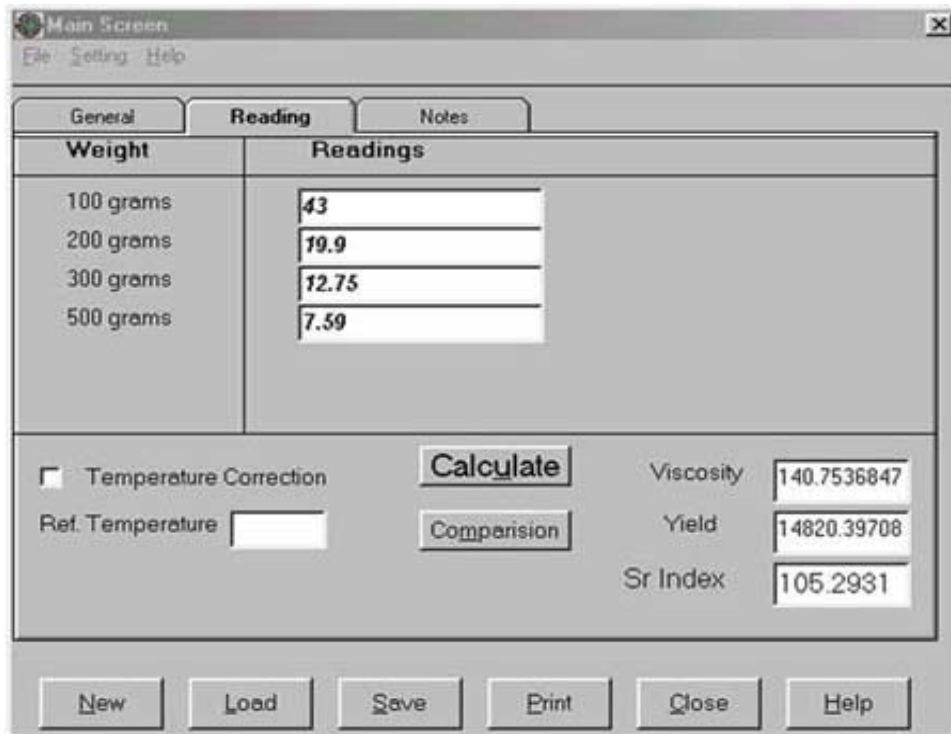 Main Screen
File Setting Help
General Reading Notes
Weight Readings
100 grams 43
200 grams 19.9
300 grams 12.75
500 grams 7.59
Temperature Correction Calculate Viscosity 140.7536847
Ref. Temperature Comparision Yield 14820.39708
Sr Index 105.2931
New Load Save Print Close Help